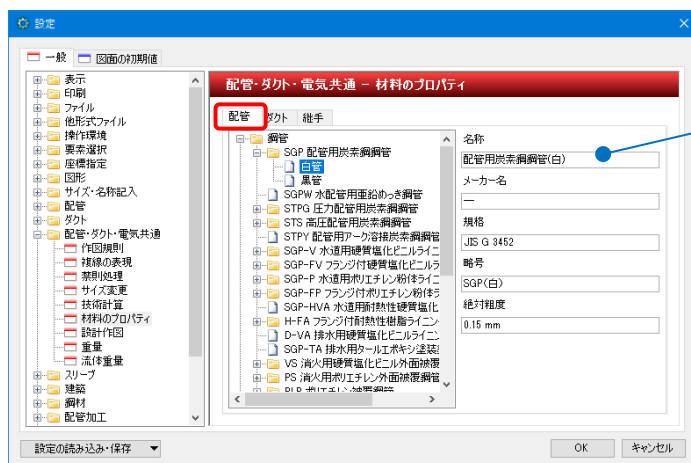 設定
一般
図面の初期値
表示
印刷
ファイル
他形式ファイル
操作環境
要素選択
座標指定
図形
サイズ・名称記入
配管
ダクト
配管・ダクト・電気共通
作図規則
複線の表現
禁則処理
サイズ変更
技術計算
材料のプロパティ
設計作図
重量
流体重量
スリーブ
建築
鋼材
配管加工
配管・ダクト・電気共通 － 材料のプロパティ
配管
ダクト
継手
鋼管
SGP 配管用炭素鋼鋼管
白管
黒管
SGPW 水配管用亜鉛めっき鋼管
STPG 圧力配管用炭素鋼鋼管
STS 高圧配管用炭素鋼鋼管
STPY 配管用アーク溶接炭素鋼鋼管
SGP-V 水道用硬質塩化ビニルライニ
SGP-FV フランジ付硬質塩化ビニルラ
SGP-P 水道用ポリエチレン粉体ライニ
SGP-FP フランジ付ポリエチレン粉体ラ
SGP-HVA 水道用耐熱性硬質塩化
H-FA フランジ付耐熱性樹脂ライニン
D-VA 排水用硬質塩化ビニルライニン
SGP-TA 排水用タールエポキシ塗装
VS 消火用硬質塩化ビニル外面被覆
PS 消火用ポリエチレン外面被覆鋼管
PLP ポリエチレン被覆鋼管
名称
配管用炭素鋼鋼管(白)
メーカー名
―
規格
JIS G 3452
略号
SGP(白)
絶対粗度
0.15 mm
設定の読み込み・保存
OK
キャンセル